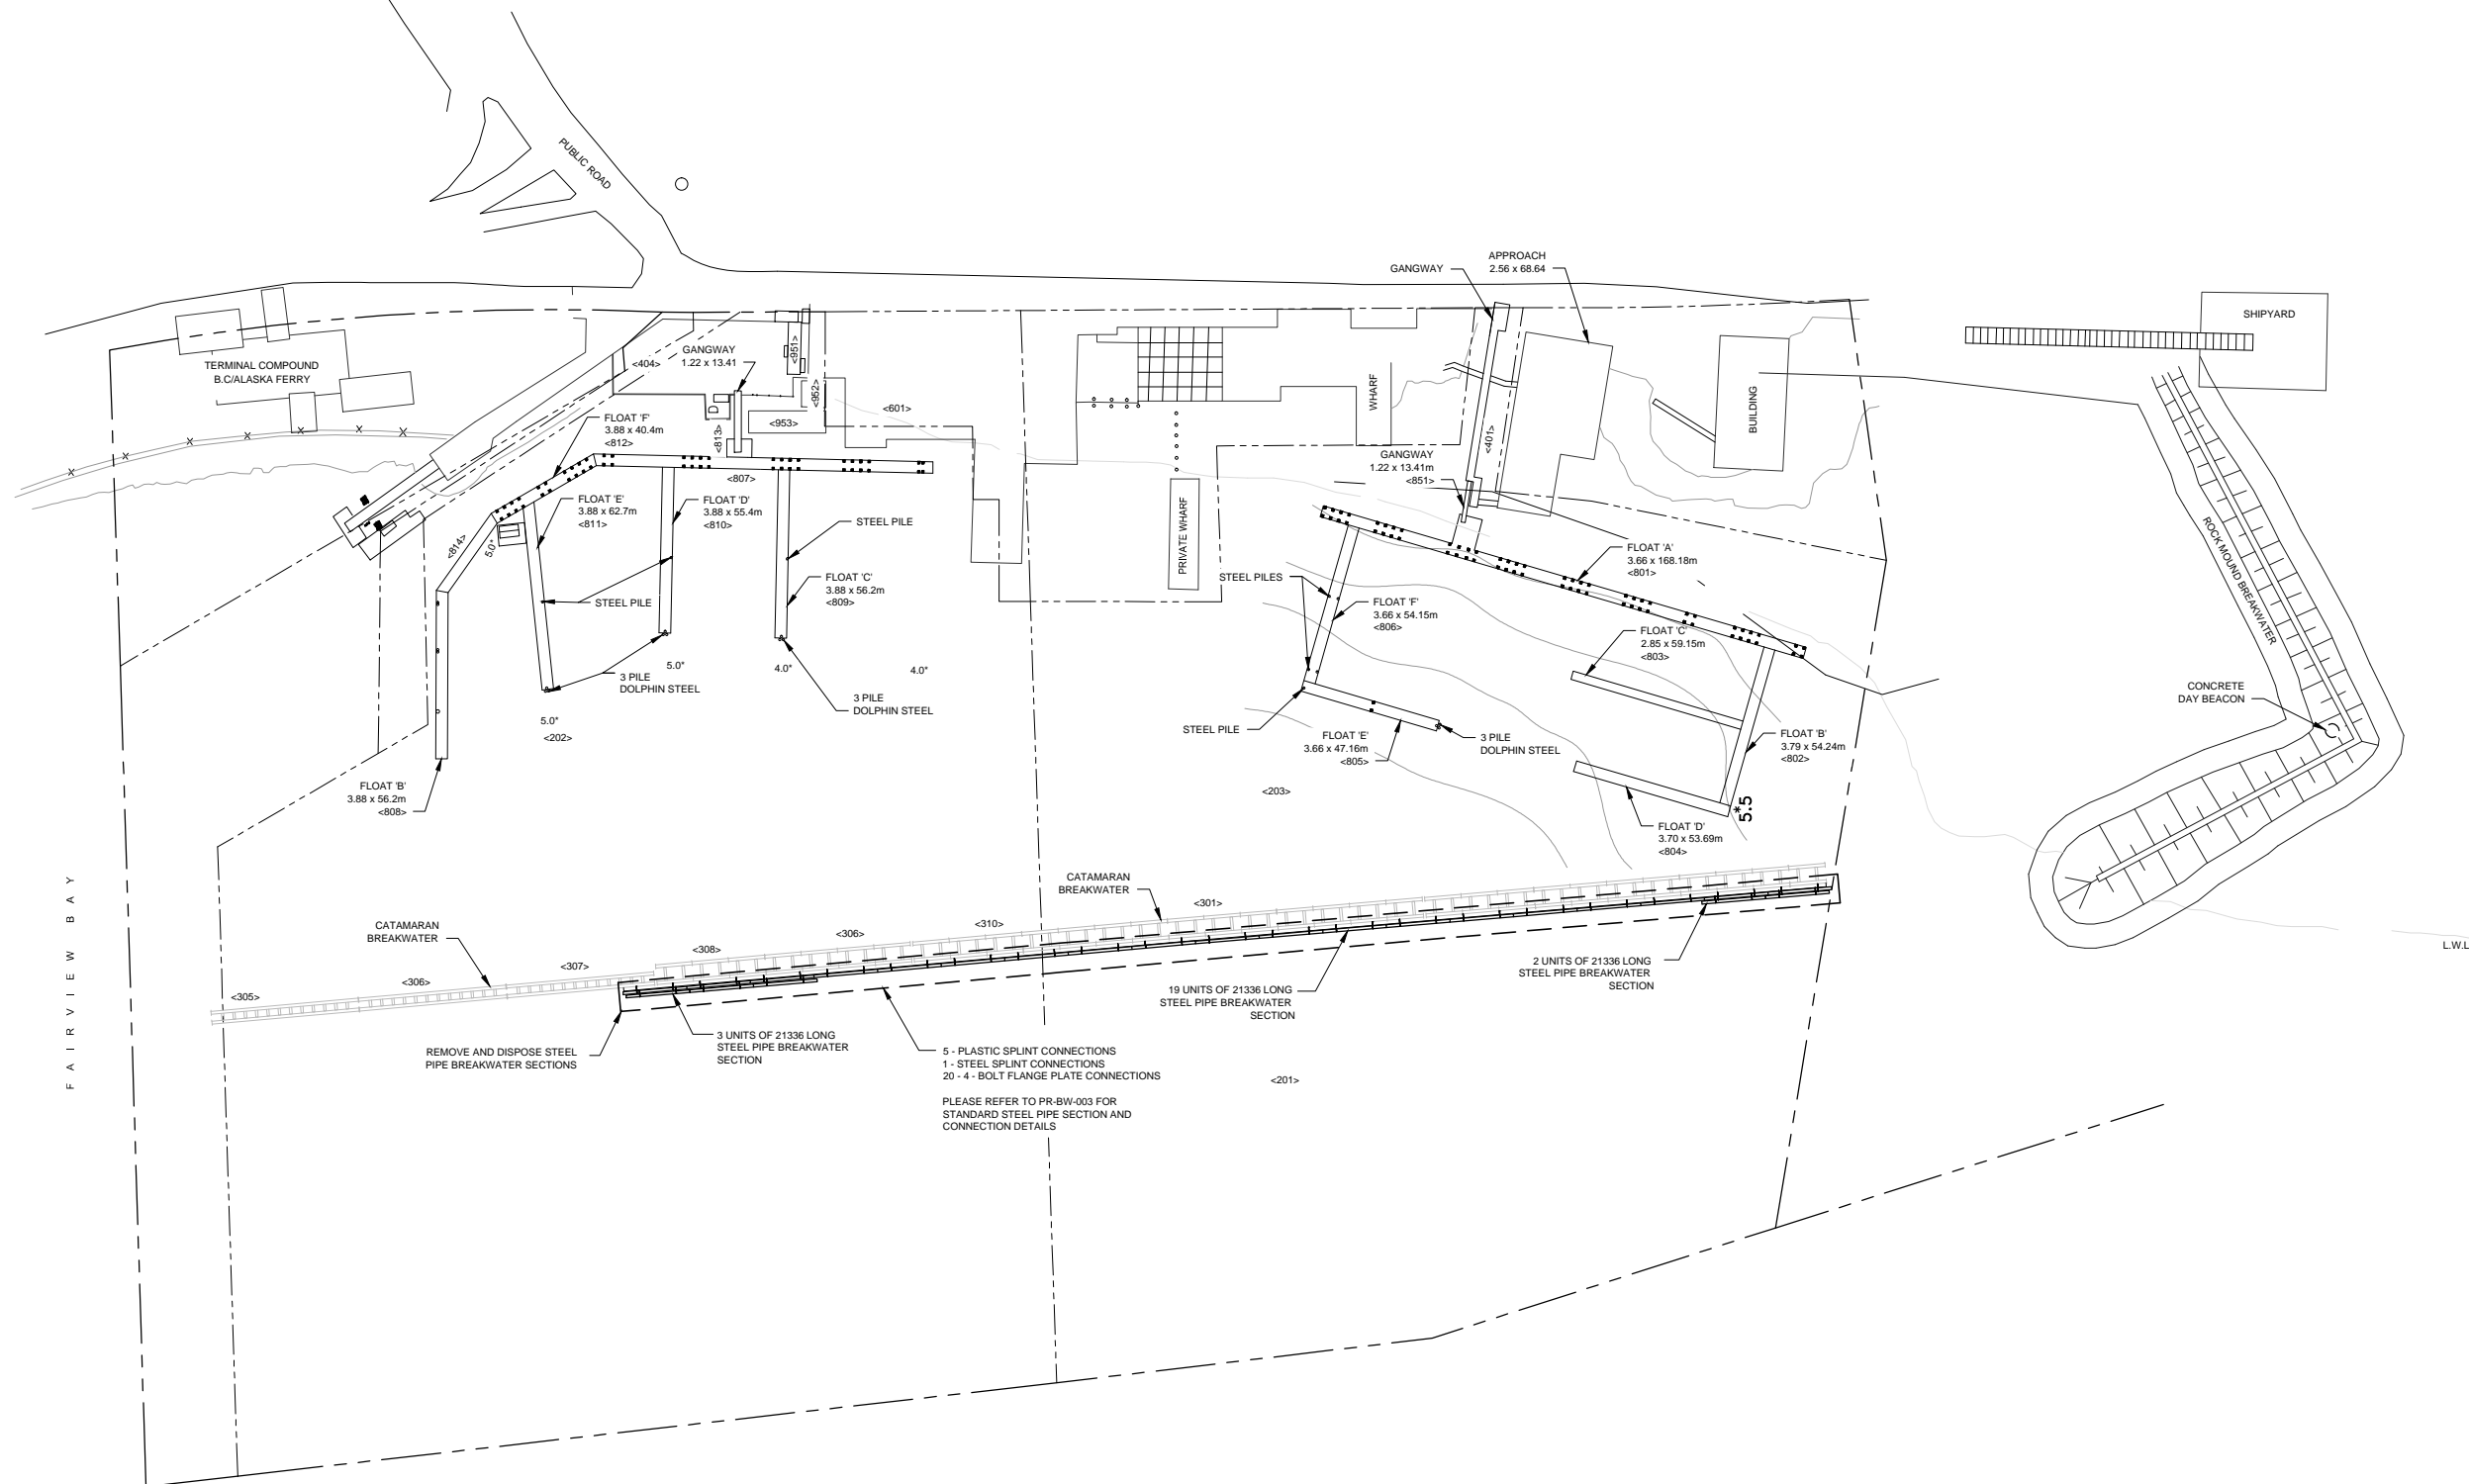 PUBLIC ROAD
GANGWAY
APPROACH
2.56 x 68.64
SHIPYARD
TERMINAL COMPOUND
B.C/ALASKA FERRY
<404>
GANGWAY
1.22 x 13.41
<951>
<952>
<953>
<601>
D
<813>
WHARF
BUILDING
<401>
FLOAT 'F'
3.88 x 40.4m
<812>
X X X X X X
<807>
GANGWAY
1.22 x 13.41m
<851>
FLOAT 'E'
3.88 x 62.7m
<811>
FLOAT 'D'
3.88 x 55.4m
<810>
STEEL PILE
PRIVATE WHARF
<814>
5.0*
ROCK MOUND BREAKWATER
FLOAT 'A'
3.66 x 168.18m
<801>
FLOAT 'C'
3.88 x 56.2m
<809>
STEEL PILES
STEEL PILE
FLOAT 'F'
3.66 x 54.15m
<806>
FLOAT 'C'
2.85 x 59.15m
<803>
5.0*
4.0*
4.0*
3 PILE
DOLPHIN STEEL
3 PILE
DOLPHIN STEEL
CONCRETE
DAY BEACON
5.0*
<202>
STEEL PILE
FLOAT 'E'
3.66 x 47.16m
<805>
3 PILE
DOLPHIN STEEL
FLOAT 'B'
3.79 x 54.24m
<802>
FLOAT 'B'
3.88 x 56.2m
<808>
<203>
5*5
FLOAT 'D'
3.70 x 53.69m
<804>
FAIRVIEW BAY
CATAMARAN
BREAKWATER
<301>
CATAMARAN
BREAKWATER
<310>
<306>
<308>
<307>
<306>
<305>
L.W.L
2 UNITS OF 21336 LONG
STEEL PIPE BREAKWATER
SECTION
19 UNITS OF 21336 LONG
STEEL PIPE BREAKWATER
SECTION
3 UNITS OF 21336 LONG
STEEL PIPE BREAKWATER
SECTION
REMOVE AND DISPOSE STEEL
PIPE BREAKWATER SECTIONS
5 - PLASTIC SPLINT CONNECTIONS
1 - STEEL SPLINT CONNECTIONS
20 - 4 - BOLT FLANGE PLATE CONNECTIONS
PLEASE REFER TO PR-BW-003 FOR
STANDARD STEEL PIPE SECTION AND
CONNECTION DETAILS
<201>